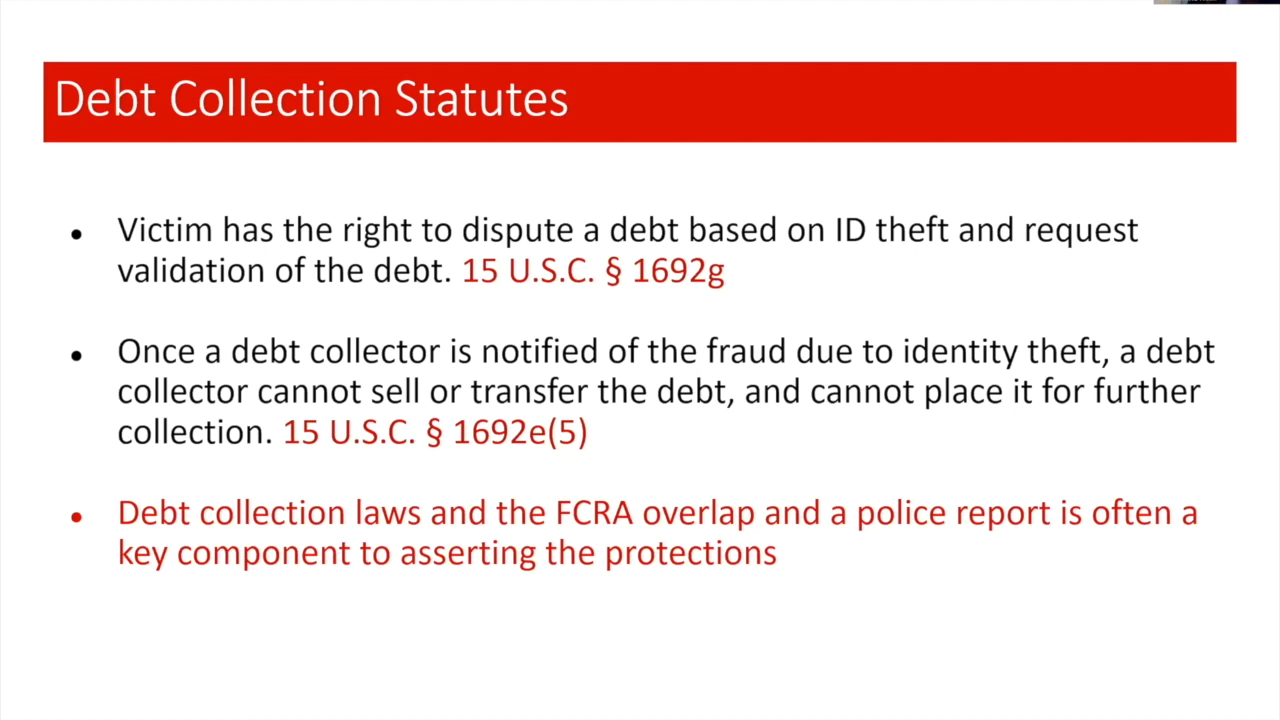 Debt Collection Statutes
• Victim has the right to dispute a debt based on ID theft and request
validation of the debt. 15 U.S.C. § 1692g
• Once a debt collector is notified of the fraud due to identity theft, a debt
collector cannot sell or transfer the debt, and cannot place it for further
collection. 15 U.S.C. § 1692e(5)
• Debt collection laws and the FCRA overlap and a police report is often a
key component to asserting the protections